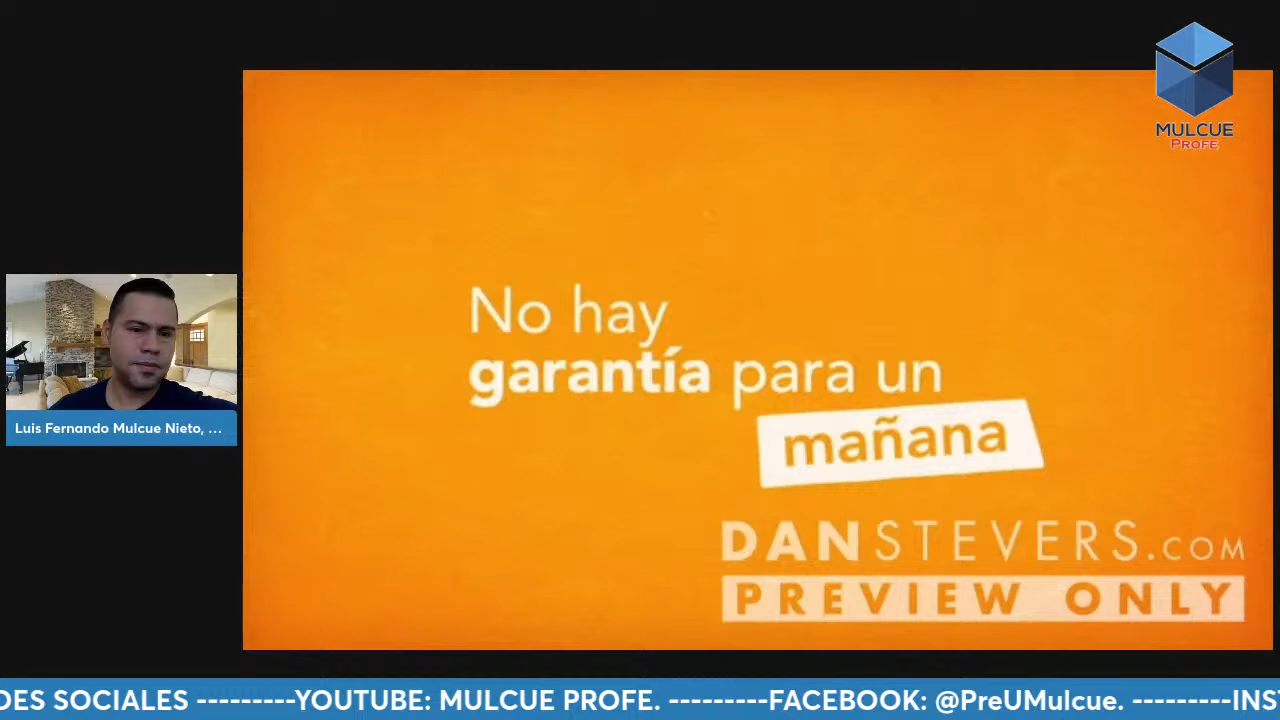 MULCUE
PROFE.
No hay
garantía para un
mañana
DANSTEVERS.COM
PREVIEW ONLY
Luis Fernando Mulcue Nieto, ...
DES SOCIALES ---------YOUTUBE: MULCUE PROFE. ---------FACEBOOK: @PreUMulcue. ---------INST